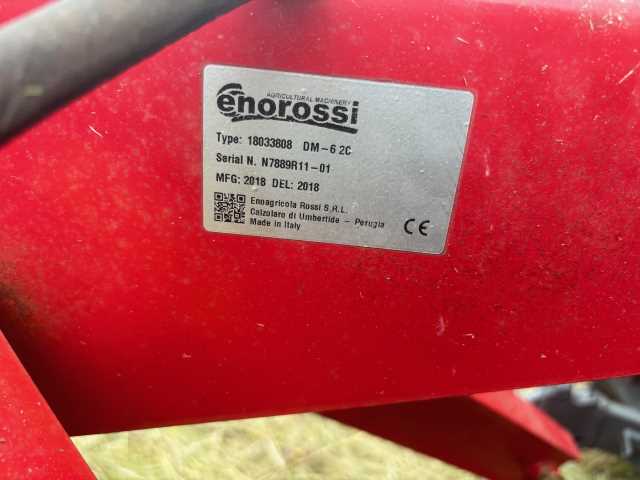 AGRICULTURAL MACHINERY
enorossi
Type: 18033808 DM-6 2C
Serial N. N7889R11-01
MFG: 2018 DEL: 2018
Enoagricola Rossi S.R.L.
Calzolaro di Umbertide - Perugia
Made in Italy
CE